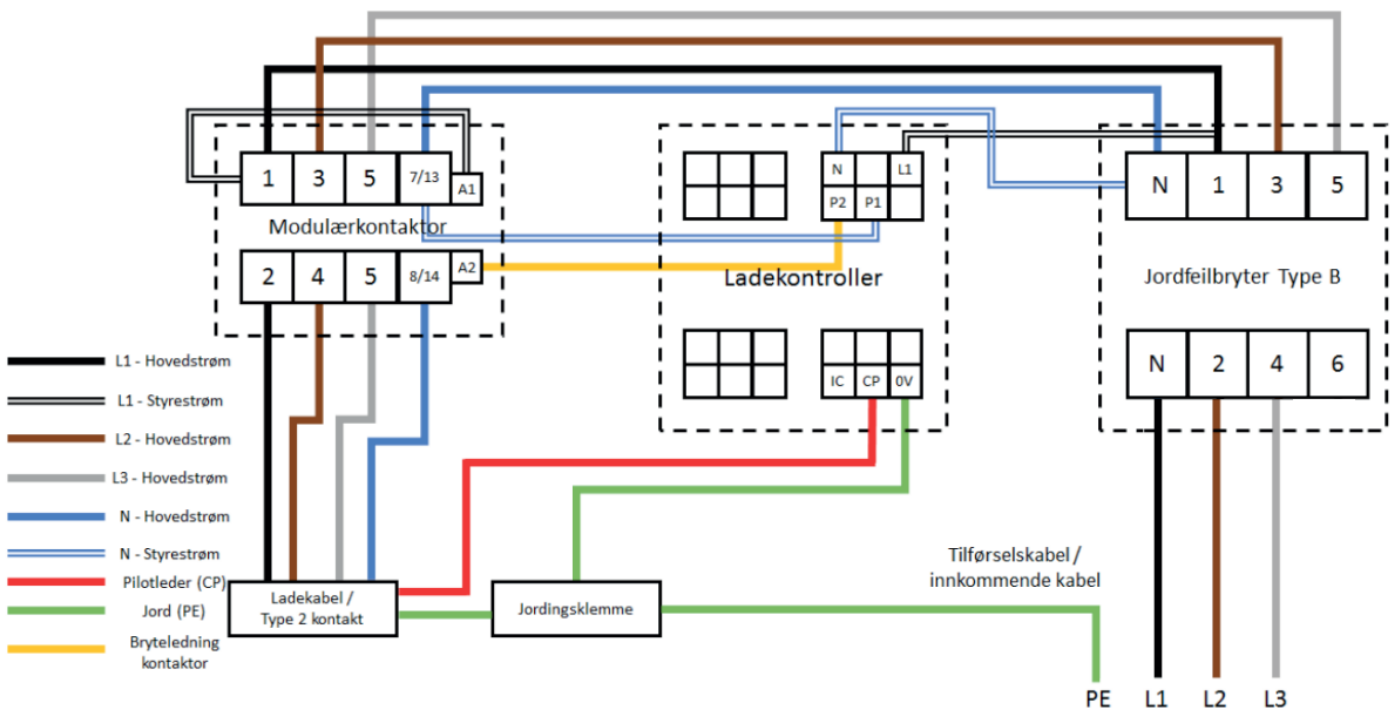 1 3 5 7/13 A1
Modulærkontaktor
2 4 5 8/14 A2
N L1
P2 P1
Ladekontroller
IC CP 0V
N 1 3 5
Jordfeilbryter Type B
N 2 4 6
L1 - Hovedstrøm
L1 - Styrestrøm
L2 - Hovedstrøm
L3 - Hovedstrøm
N - Hovedstrøm
N - Styrestrøm
Pilotleder (CP)
Jord (PE)
Bryteledning
kontaktor
Ladekabel /
Type 2 kontakt
Jordingsklemme
Tilførselskabel /
innkommende kabel
PE L1 L2 L3